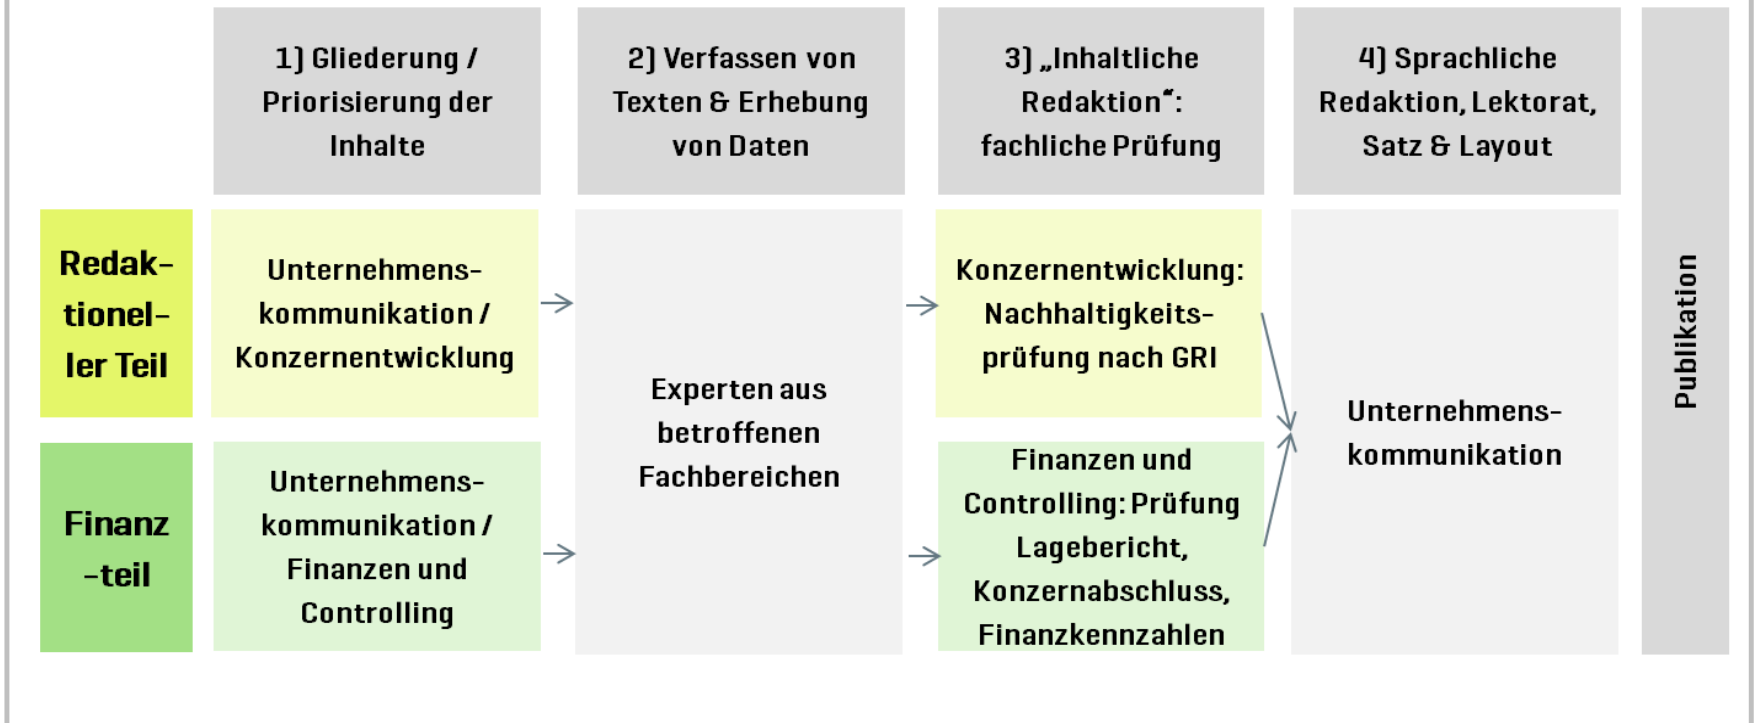 1) Gliederung /
Priorisierung der
Inhalte
2) Verfassen von
Texten & Erhebung
von Daten
3) „Inhaltliche
Redaktion“:
fachliche Prüfung
4) Sprachliche
Redaktion, Lektorat,
Satz & Layout
Publikation
Redak-
tionel-
ler Teil
Unternehmens-
kommunikation /
Konzernentwicklung
Experten aus
betroffenen
Fachbereichen
Konzernentwicklung:
Nachhaltigkeits-
prüfung nach GRI
Unternehmens-
kommunikation
Finanz
-teil
Unternehmens-
kommunikation /
Finanzen und
Controlling
Finanzen und
Controlling: Prüfung
Lagebericht,
Konzernabschluss,
Finanzkennzahlen